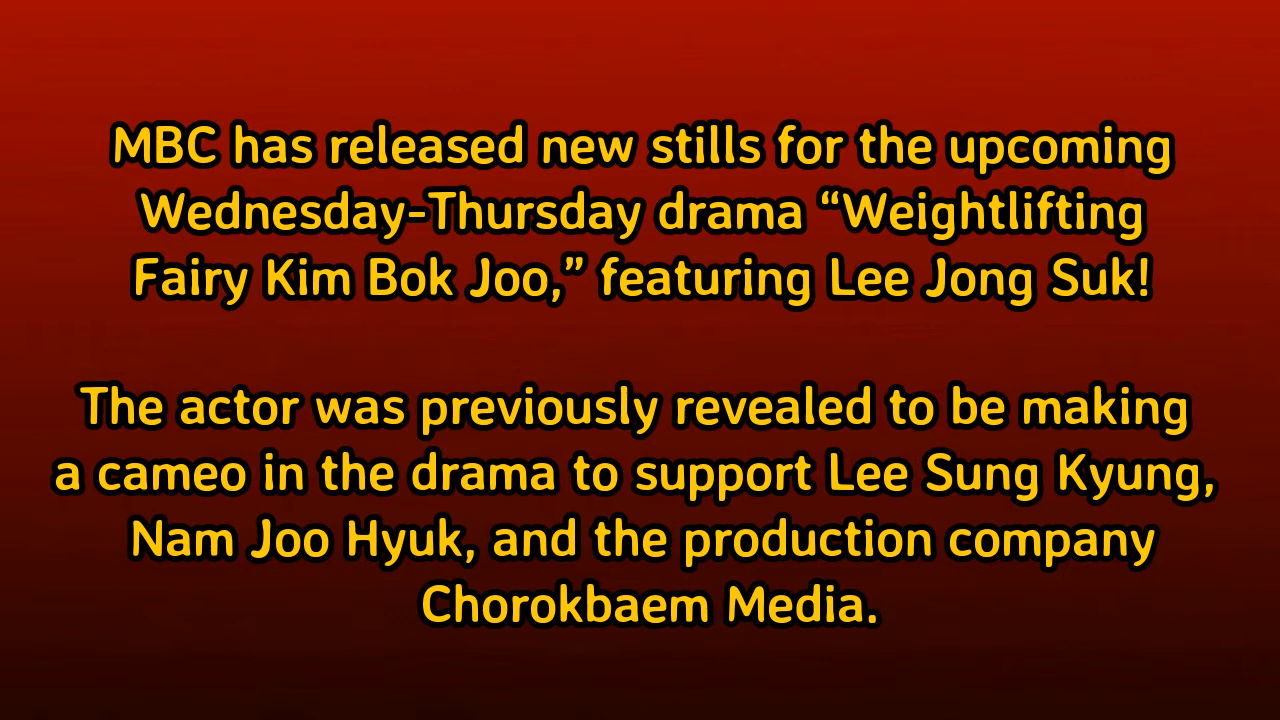 MBC has released new stills for the upcoming
Wednesday-Thursday drama “Weightlifting
Fairy Kim Bok Joo,” featuring Lee Jong Suk!
The actor was previously revealed to be making
a cameo in the drama to support Lee Sung Kyung,
Nam Joo Hyuk, and the production company
Chorokbaem Media.